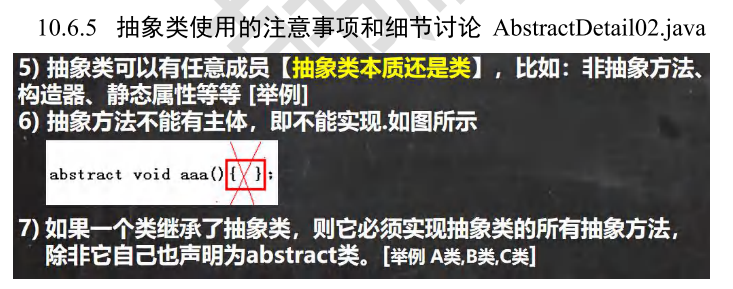 10.6.5 抽象类使用的注意事项和细节讨论 AbstractDetail02.java
5) 抽象类可以有任意成员【抽象类本质还是类】，比如：非抽象方法、
构造器、静态属性等等 [举例]
6) 抽象方法不能有主体，即不能实现.如图所示
abstract void aaa(){ };
7) 如果一个类继承了抽象类，则它必须实现抽象类的所有抽象方法，
除非它自己也声明为abstract类。[举例 A类,B类,C类]